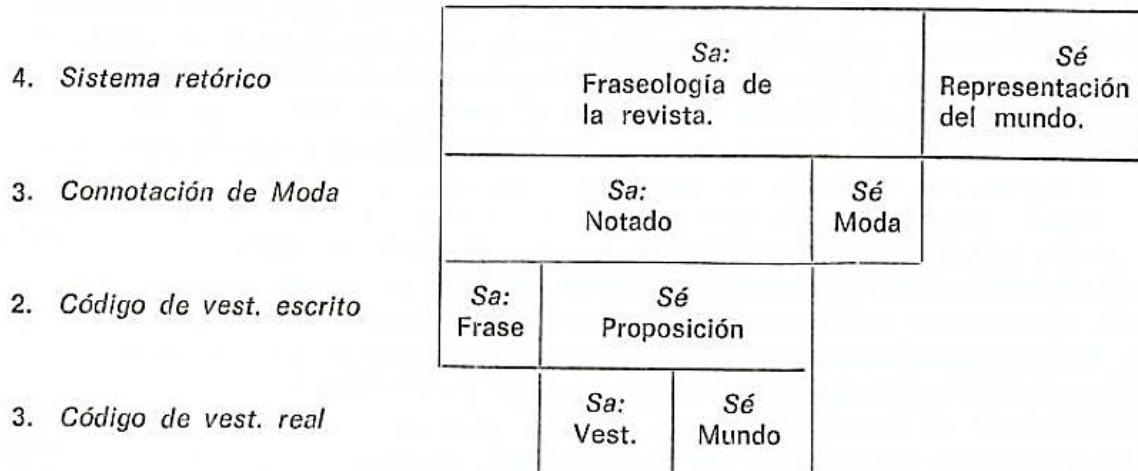 4. Sistema retórico
Sa:
Fraseología de
la revista.
Sé
Representación
del mundo.
3. Connotación de Moda
Sa:
Notado
Sé
Moda
2. Código de vest. escrito
Sa:
Frase
Sé
Proposición
3. Código de vest. real
Sa:
Vest.
Sé
Mundo